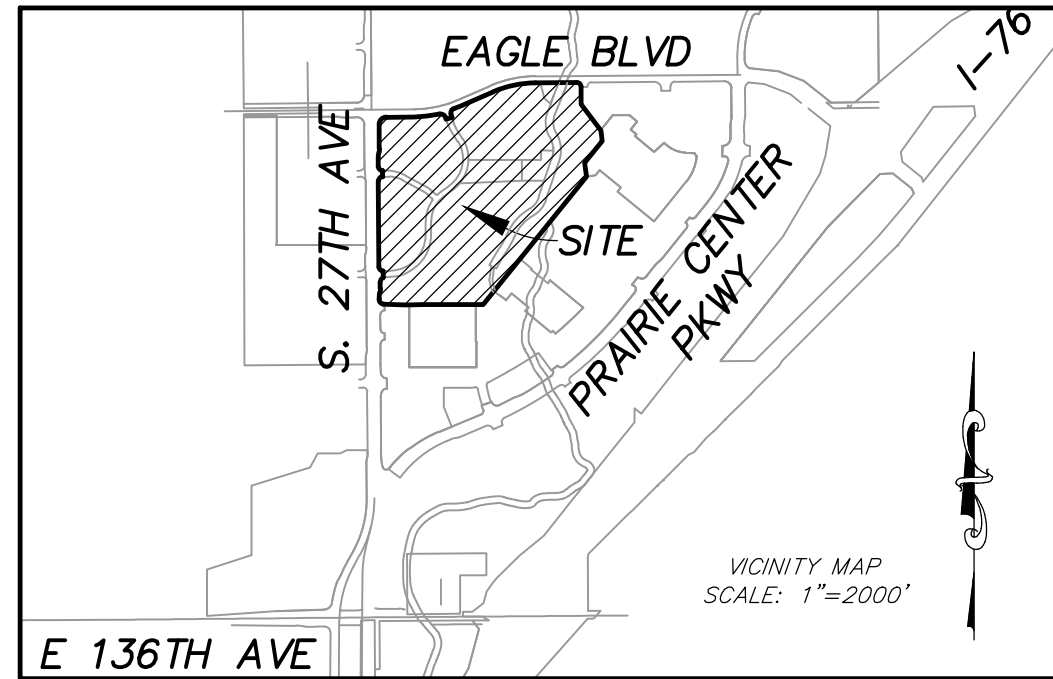 EAGLE BLVD
I-76
S. 27TH AVE
SITE
PRAIRIE CENTER
PKWY
VICINITY MAP
SCALE: 1"=2000'
E 136TH AVE